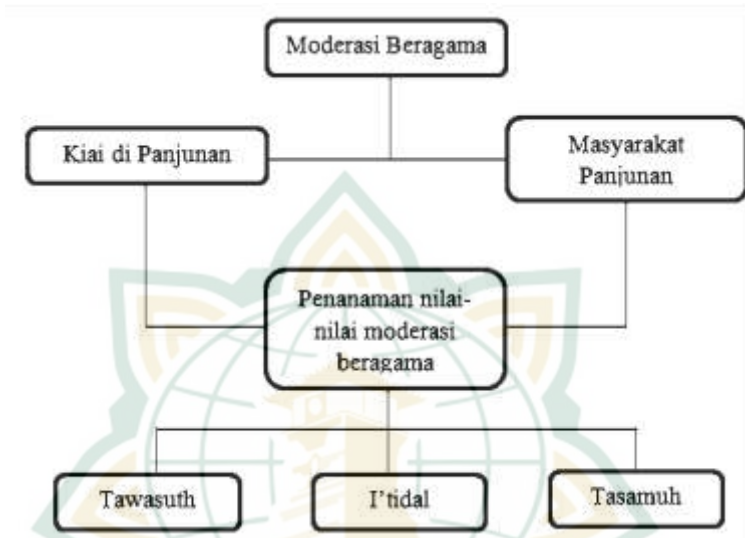 Moderasi Beragama
Kiai di Panjunan
Masyarakat
Panjunan
Penanaman nilai-
nilai moderasi
beragama
Tawasuth
I'tidal
Tasamuh